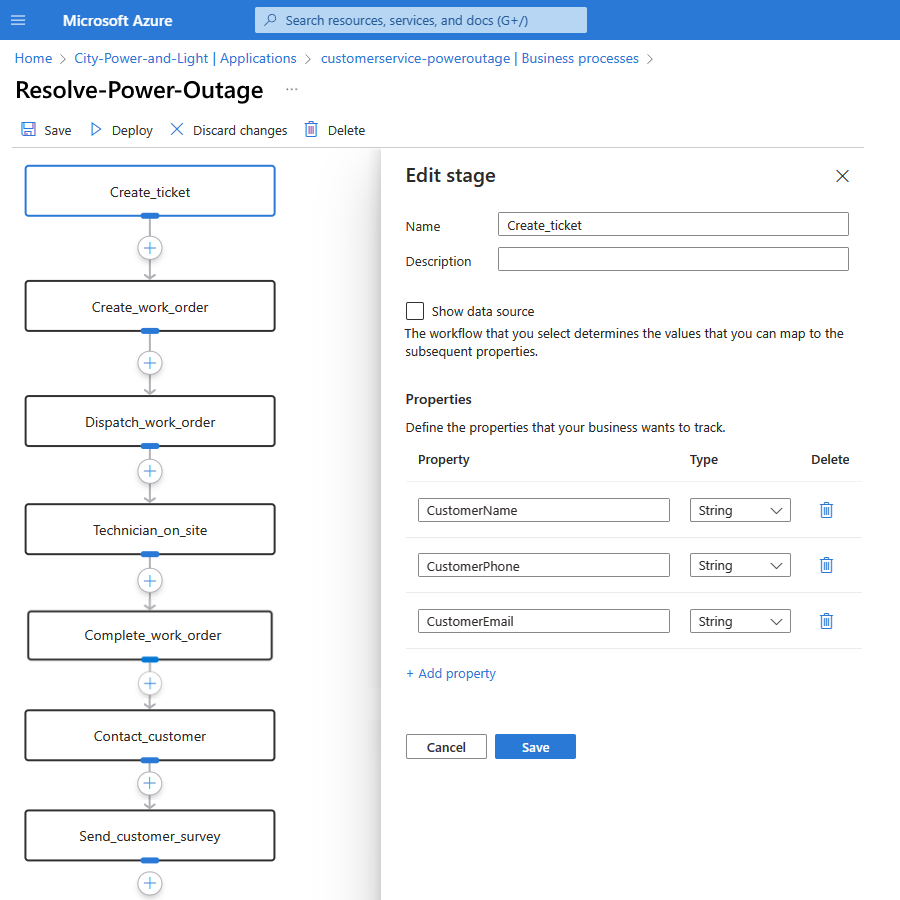 Microsoft Azure
Search resources, services, and docs (G+/)
Home > City-Power-and-Light | Applications > customerservice-poweroutage | Business processes >
Resolve-Power-Outage ...
Save Deploy Discard changes Delete
Create_ticket
Create_work_order
Dispatch_work_order
Technician_on_site
Complete_work_order
Contact_customer
Send_customer_survey
Edit stage
Name Create_ticket
Description
Show data source
The workflow that you select determines the values that you can map to the
subsequent properties.
Properties
Define the properties that your business wants to track.
Property Type Delete
CustomerName String
CustomerPhone String
CustomerEmail String
+ Add property
Cancel Save